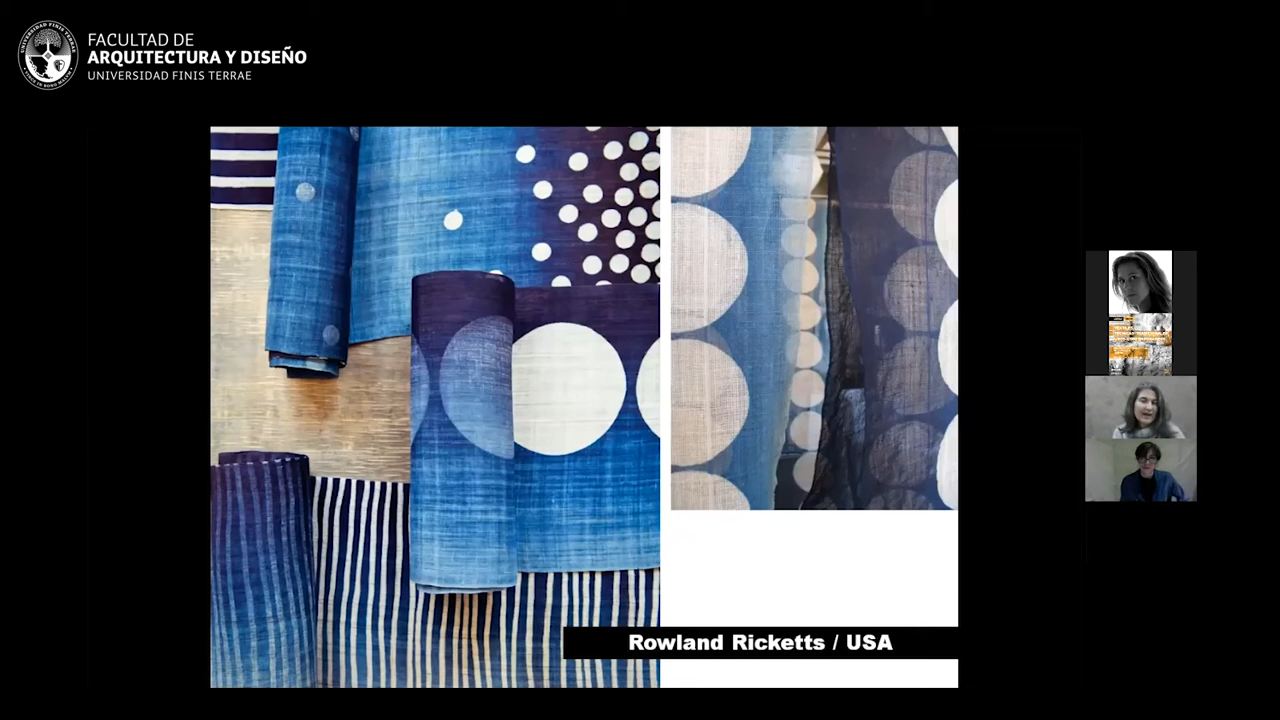 FACULTAD DE
ARQUITECTURA Y DISEÑO
UNIVERSIDAD FINIS TERRAE
Rowland Ricketts / USA